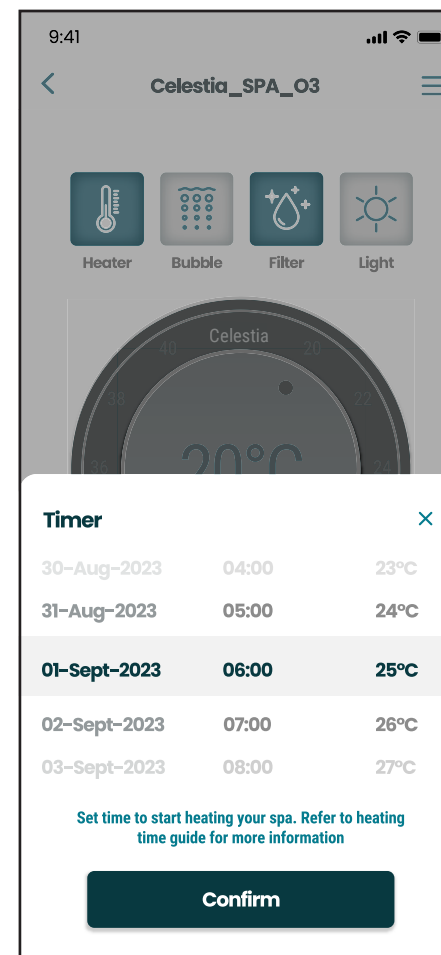 9:41
Celestia_SPA_O3
Heater Bubble Filter Light
Celestia
40 20
38 22
36 24
20°C
Timer
30-Aug-2023 04:00 23°C
31-Aug-2023 05:00 24°C
01-Sept-2023 06:00 25°C
02-Sept-2023 07:00 26°C
03-Sept-2023 08:00 27°C
Set time to start heating your spa. Refer to heating
time guide for more information
Confirm